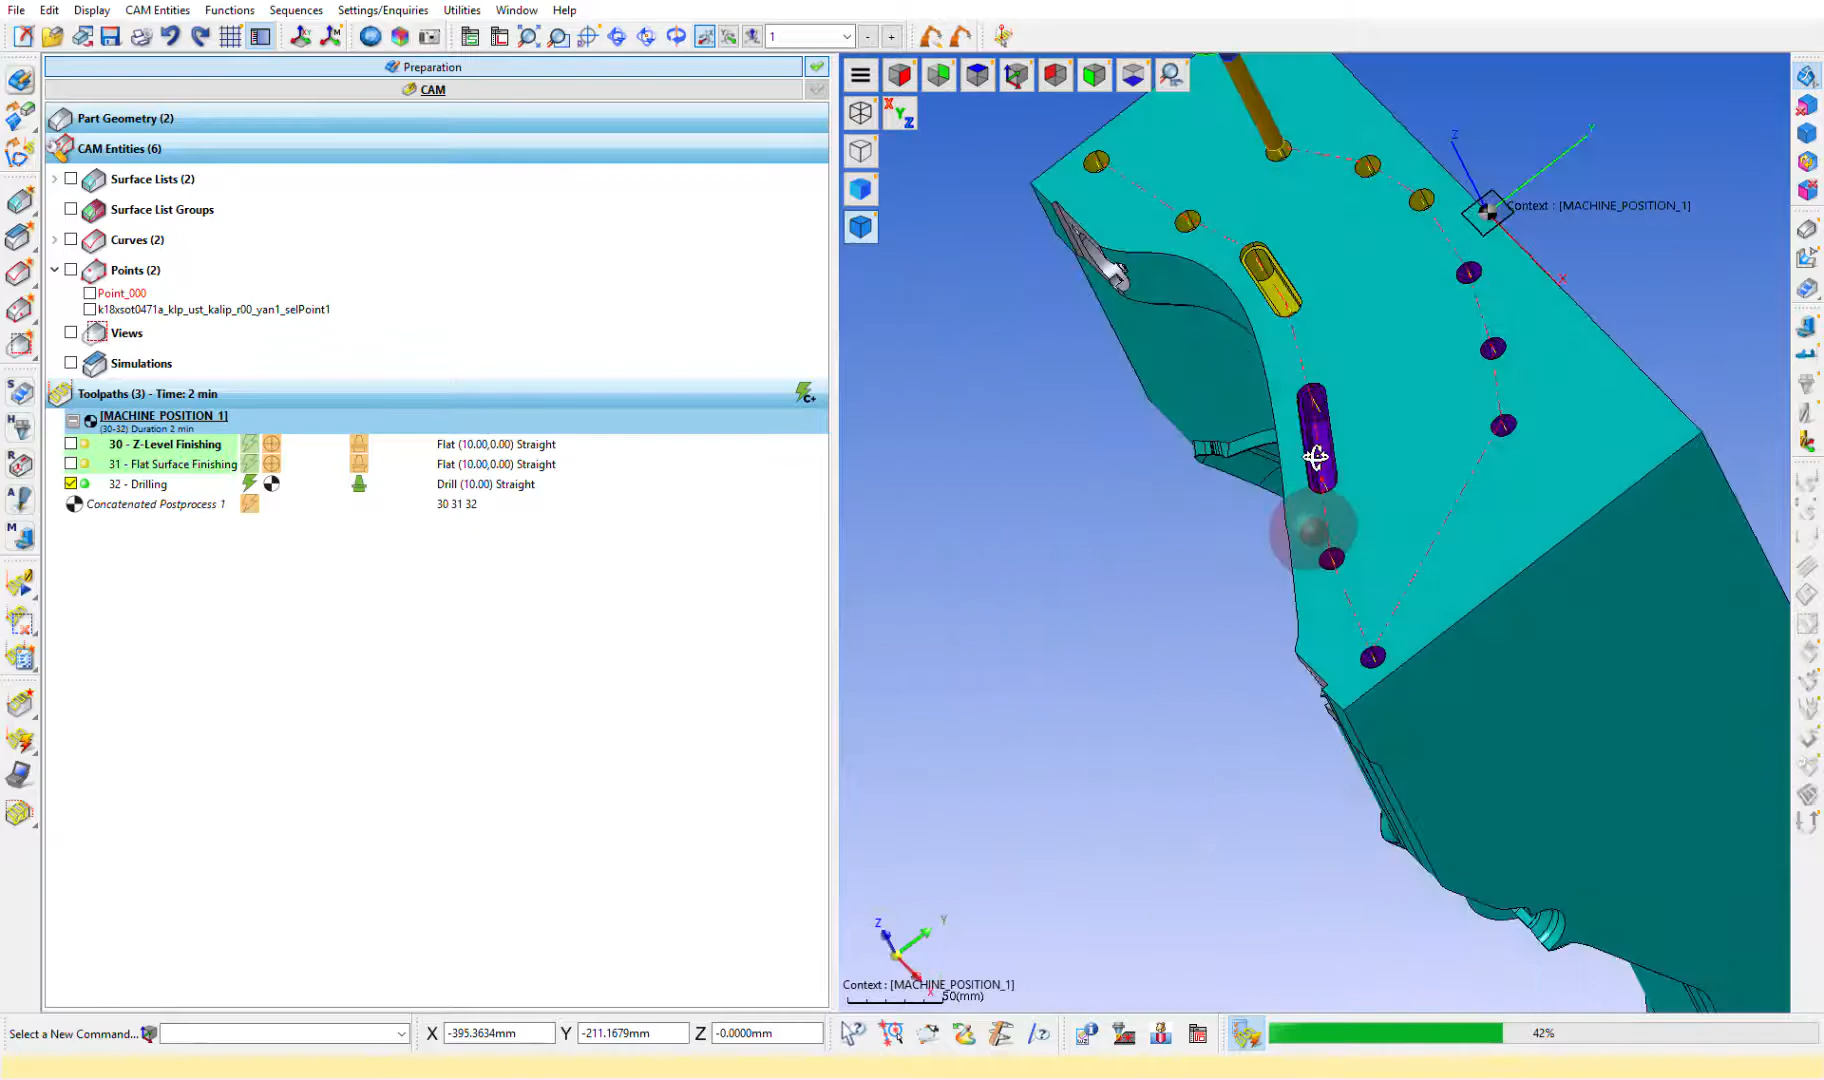 File Edit Display CAM Entities Functions Sequences Settings/Enquiries Utilities Window Help
1 - +
Preparation
CAM
Part Geometry (2)
CAM Entities (6)
Surface Lists (2)
Surface List Groups
Curves (2)
Points (2)
Point_000
k18xsot0471a_klp_ust_kalip_r00_yan1_selPoint1
Views
Simulations
Toolpaths (3) - Time: 2 min
C+
[MACHINE POSITION 1]
(30-32) Duration 2 min
30 - Z-Level Finishing Flat (10.00,0.00) Straight
31 - Flat Surface Finishing Flat (10.00,0.00) Straight
32 - Drilling Drill (10.00) Straight
Concatenated Postprocess 1 30 31 32
S
H
R
A
M
X
Y
Z
Z
Y
Context : [MACHINE_POSITION_1]
X
Z
Y
X
Context : [MACHINE_POSITION_1]
50(mm)
Select a New Command... X -395.3634mm Y -211.1679mm Z -0.0000mm 42%